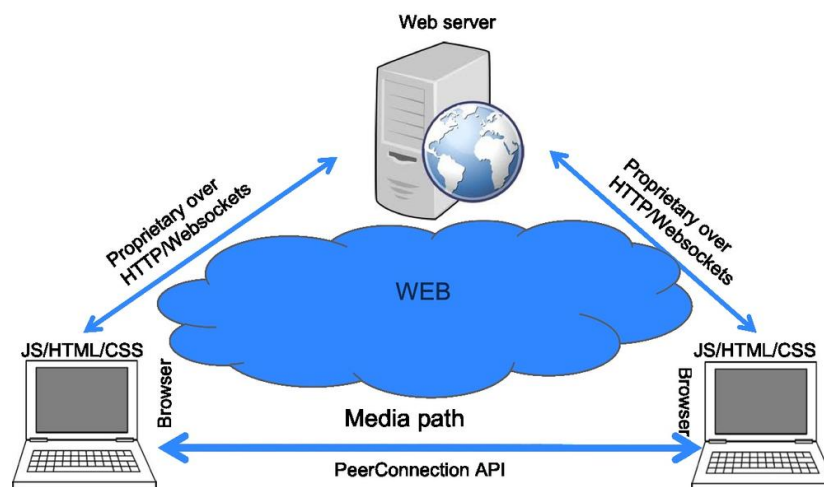 Web server
Proprietary over
HTTP/Websockets
Proprietary over
HTTP/Websockets
WEB
JS/HTML/CSS
JS/HTML/CSS
Browser
Browser
Media path
PeerConnection API